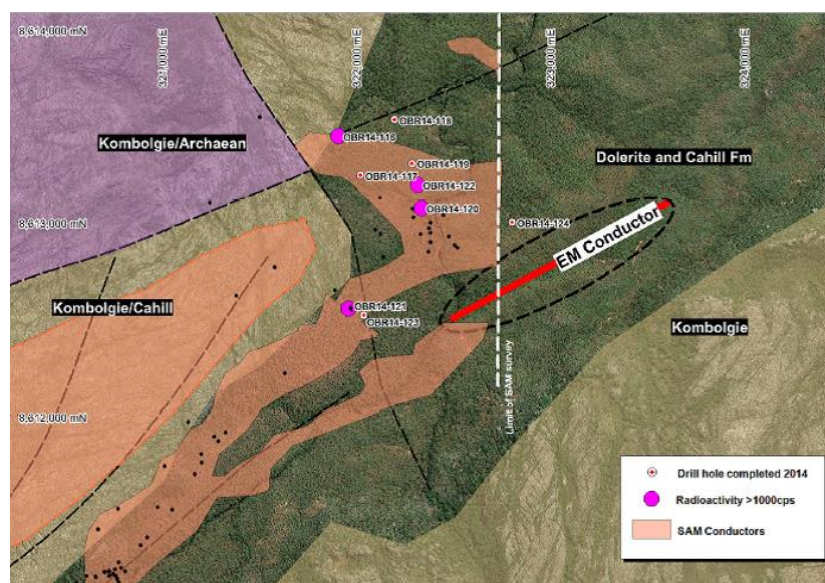 8,614,000 mN
321,000 mE
322,000 mE
323,000 mE
324,000 mE
OBR14-118
OBR14-116
Kombolgie/Archaean
OBR14-119
OBR14-117
OBR14-122
Dolerite and Cahill Fm
OBR14-120
8,613,000 mN
OBR14-124
EM Conductor
Kombolgie/Cahill
OBR14-121
OBR14-123
Kombolgie
Limit of SAM survey
8,612,000 mN
Drill hole completed 2014
Radioactivity >1000cps
SAM Conductors